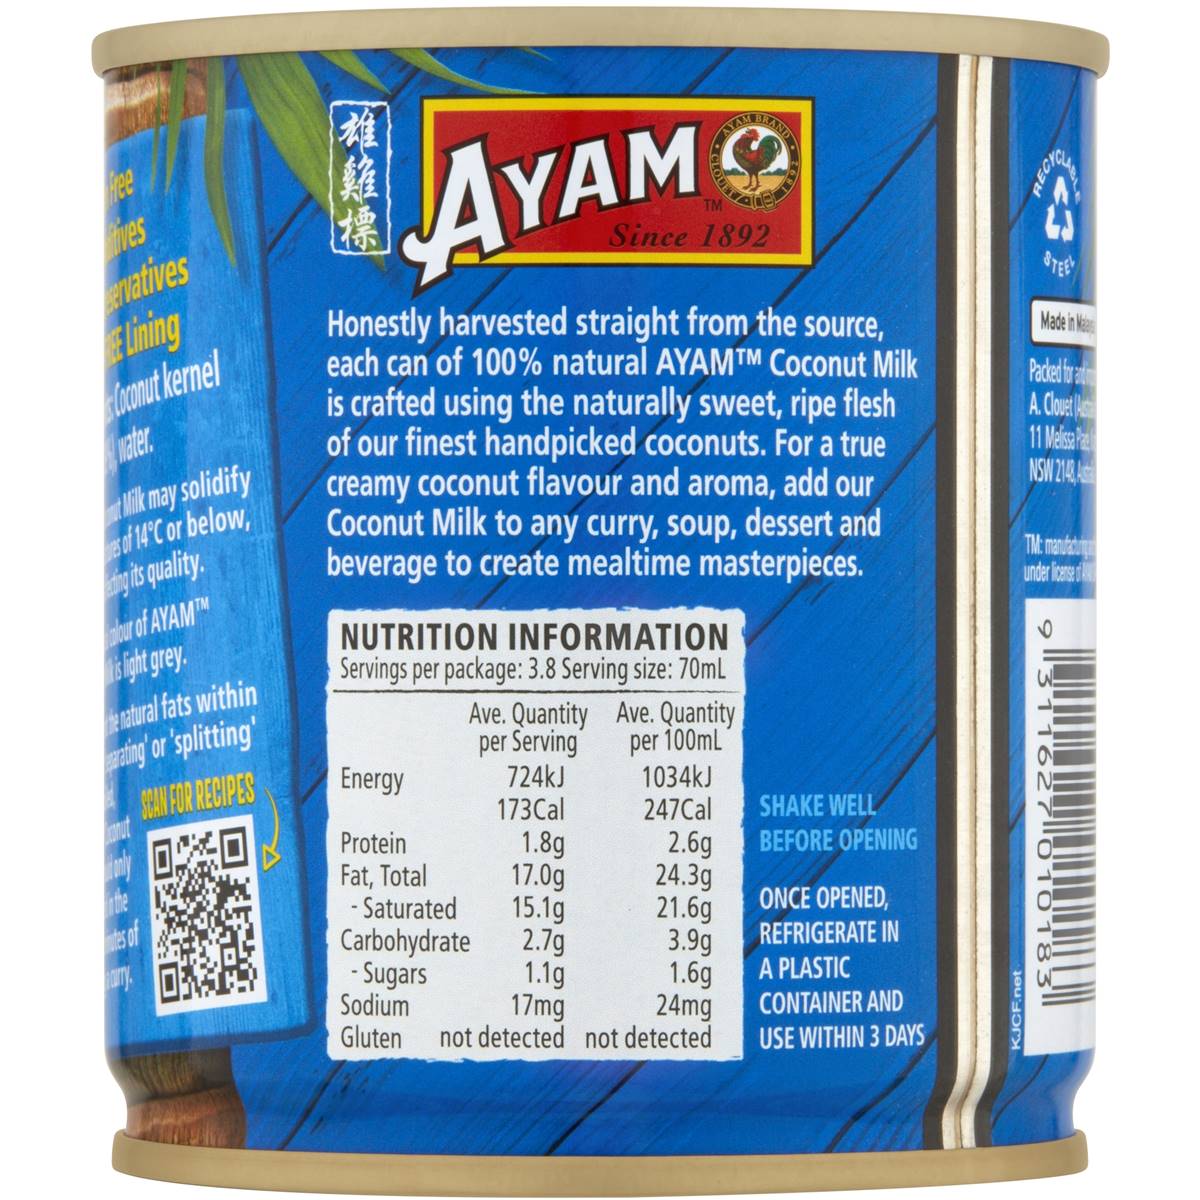 雄雞標
AYAM
TM
Since 1892
AYAM BRAND
CLOUET
1892
Honestly harvested straight from the source,
each can of 100% natural AYAM™ Coconut Milk
is crafted using the naturally sweet, ripe flesh
of our finest handpicked coconuts. For a true
creamy coconut flavour and aroma, add our
Coconut Milk to any curry, soup, dessert and
beverage to create mealtime masterpieces.
NUTRITION INFORMATION
Servings per package: 3.8 Serving size: 70mL
Ave. Quantity per Serving Ave. Quantity per 100mL
Energy 724kJ 1034kJ
173Cal 247Cal
Protein 1.8g 2.6g
Fat, Total 17.0g 24.3g
- Saturated 15.1g 21.6g
Carbohydrate 2.7g 3.9g
- Sugars 1.1g 1.6g
Sodium 17mg 24mg
Gluten not detected not detected
SHAKE WELL
BEFORE OPENING
ONCE OPENED,
REFRIGERATE IN
A PLASTIC
CONTAINER AND
USE WITHIN 3 DAYS
Free
Lining
Coconut kernel
water.
Milk may solidify
of 14°C or below,
its quality.
colour of AYAM™
is light grey.
the natural fats within
or 'splitting'
SCAN FOR RECIPES
only
in the
of
curry.
RECYCLABLE
STEEL
Made in
Packed for and
A. Clouet
11 Melissa
NSW 2148,
TM: manufacturing
under license of
9 311627 010183
KJCF.net